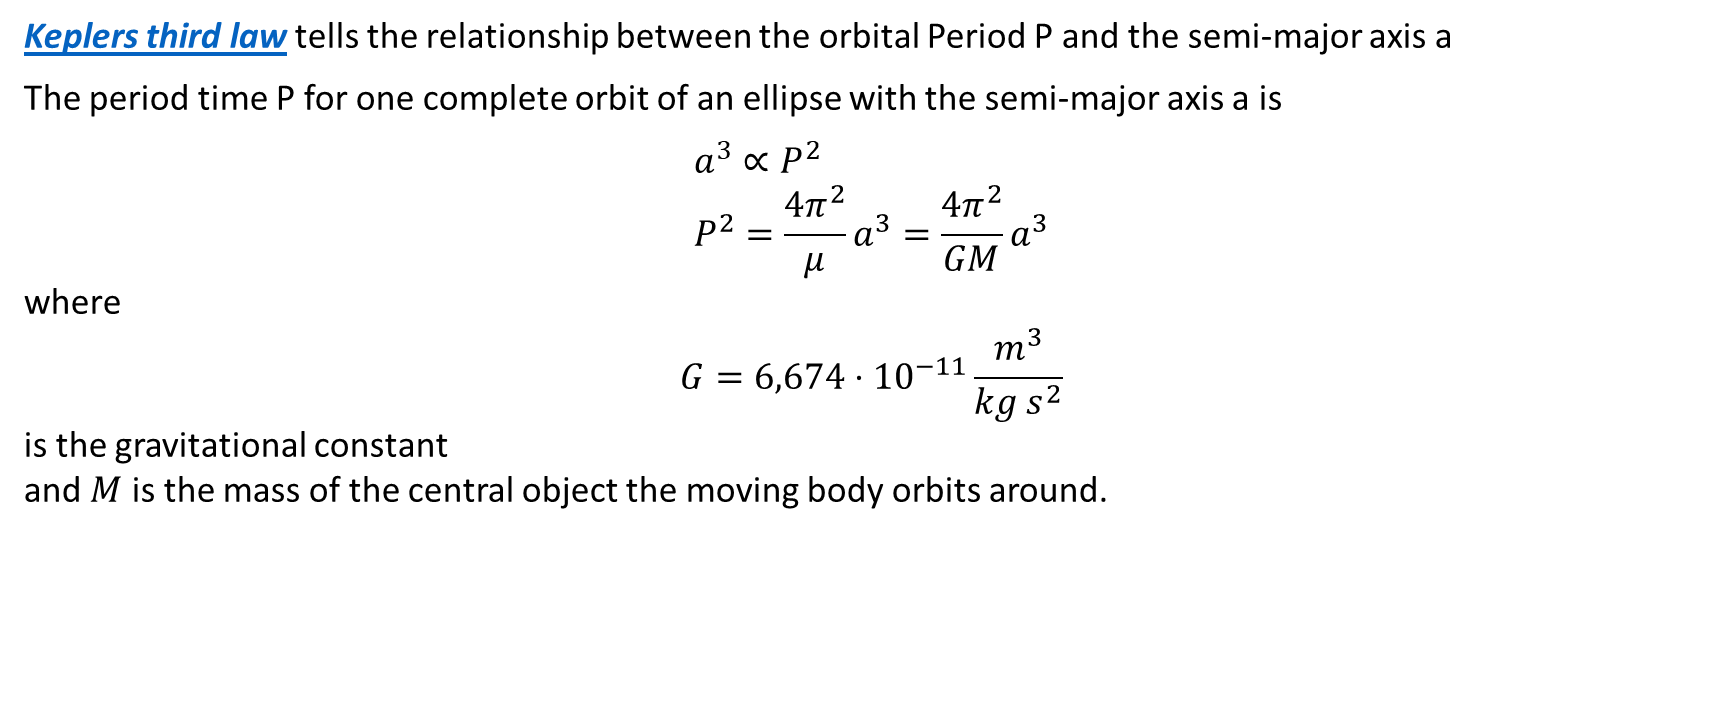 Keplers third law tells the relationship between the orbital Period P and the semi-major axis a
The period time P for one complete orbit of an ellipse with the semi-major axis a is
a³ ∝ P²
P² = 4π²/μ a³ = 4π²/GM a³
where
G = 6,674 · 10⁻¹¹ m³/kg s²
is the gravitational constant
and M is the mass of the central object the moving body orbits around.